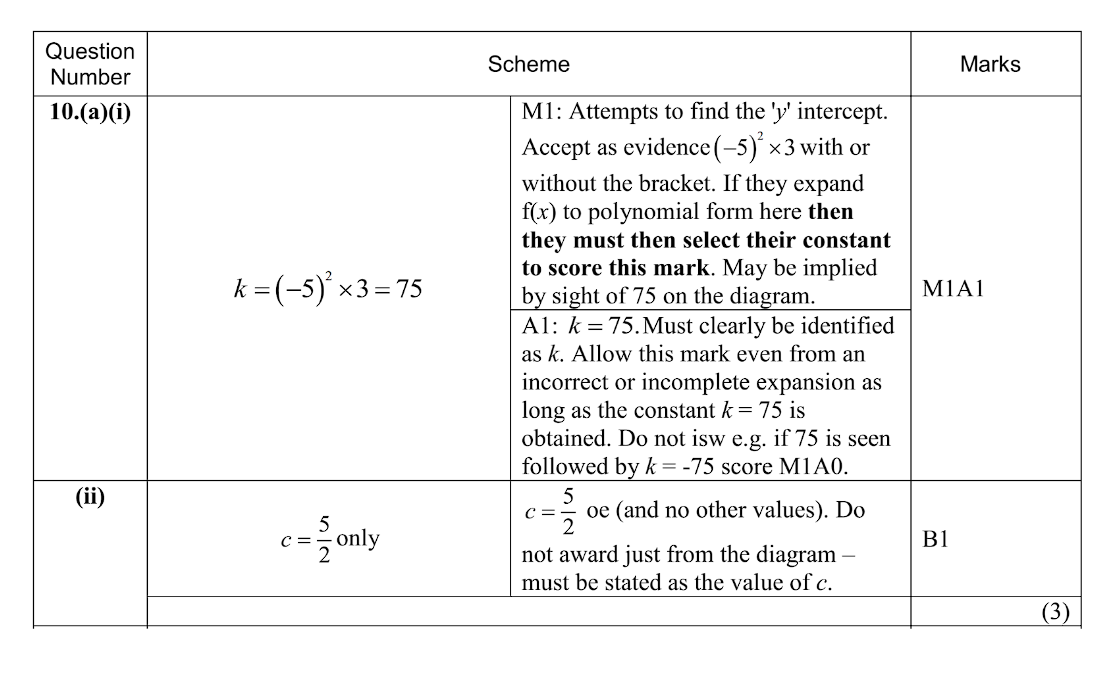 Question Number
Scheme
Marks
10.(a)(i)
k = (−5)² × 3 = 75
M1: Attempts to find the 'y' intercept.
Accept as evidence (−5)² × 3 with or
without the bracket. If they expand
f(x) to polynomial form here then
they must then select their constant
to score this mark. May be implied
by sight of 75 on the diagram.
M1A1
A1: k = 75. Must clearly be identified
as k. Allow this mark even from an
incorrect or incomplete expansion as
long as the constant k = 75 is
obtained. Do not isw e.g. if 75 is seen
followed by k = -75 score M1A0.
(ii)
c = 5/2 only
c = 5/2 oe (and no other values). Do
not award just from the diagram –
must be stated as the value of c.
B1
(3)